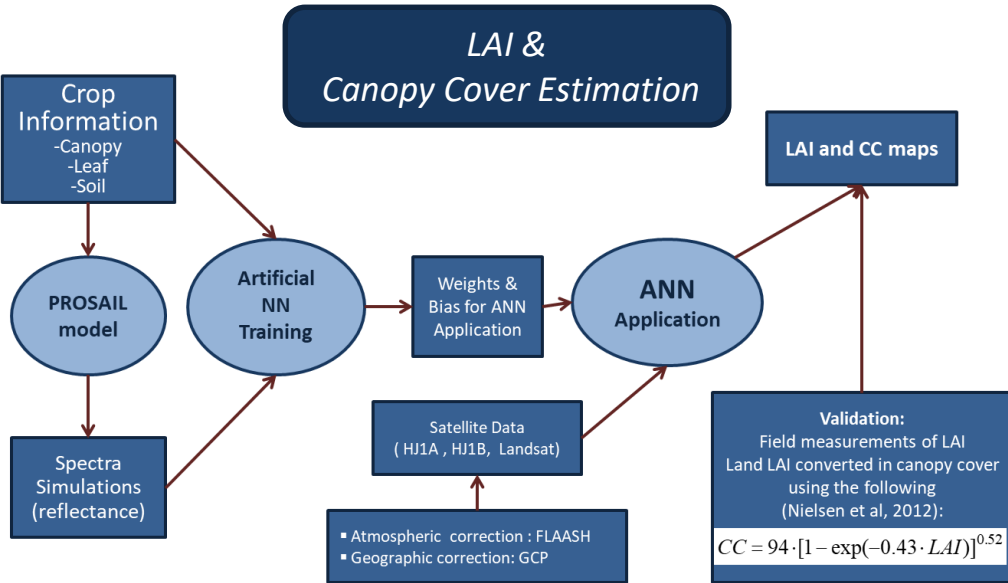 LAI &
Canopy Cover Estimation
Crop
Information
-Canopy
-Leaf
-Soil
PROSAIL
model
Spectra
Simulations
(reflectance)
Artificial
NN
Training
Weights &
Bias for ANN
Application
ANN
Application
Satellite Data
( HJ1A , HJ1B, Landsat)
▪ Atmospheric correction : FLAASH
▪ Geographic correction: GCP
LAI and CC maps
Validation:
Field measurements of LAI
Land LAI converted in canopy cover
using the following
(Nielsen et al, 2012):
CC = 94·[1 − exp(−0.43· LAI)]^0.52